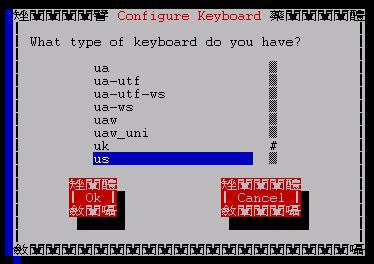 Configure Keyboard
What type of keyboard do you have?
ua
ua-utf
ua-utf-ws
ua-ws
uaw
uaw_uni
uk #
us
Ok
Cancel